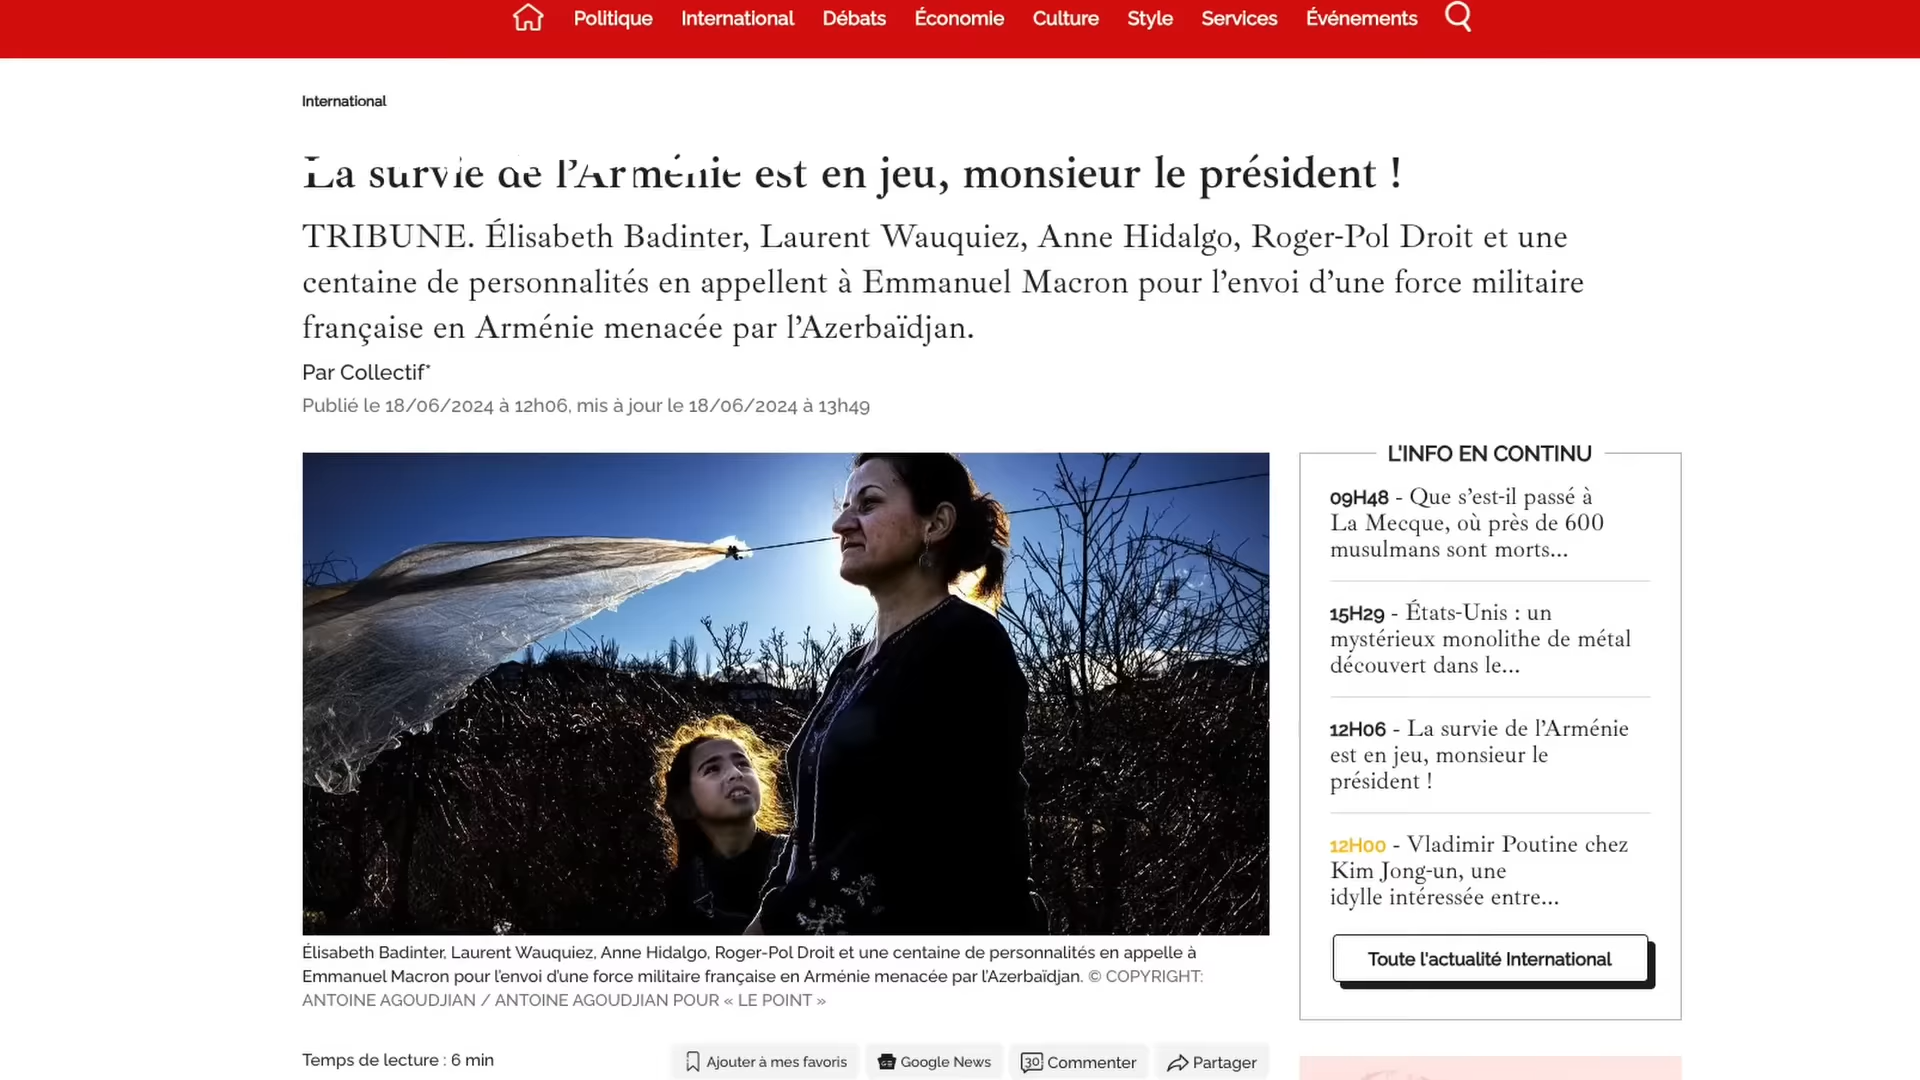 Politique International Débats Économie Culture Style Services Événements
International
La survie de l’Arménie est en jeu, monsieur le président !
TRIBUNE. Élisabeth Badinter, Laurent Wauquiez, Anne Hidalgo, Roger-Pol Droit et une
centaine de personnalités en appellent à Emmanuel Macron pour l’envoi d’une force militaire
française en Arménie menacée par l’Azerbaïdjan.
Par Collectif*
Publié le 18/06/2024 à 12h06, mis à jour le 18/06/2024 à 13h49
Élisabeth Badinter, Laurent Wauquiez, Anne Hidalgo, Roger-Pol Droit et une centaine de personnalités en appelle à
Emmanuel Macron pour l’envoi d’une force militaire française en Arménie menacée par l’Azerbaïdjan. © COPYRIGHT:
ANTOINE AGOUDJIAN / ANTOINE AGOUDJIAN POUR « LE POINT »
Temps de lecture : 6 min
Ajouter à mes favoris
Google News
30 Commenter
Partager
L'INFO EN CONTINU
09H48 - Que s’est-il passé à
La Mecque, où près de 600
musulmans sont morts...
15H29 - États-Unis : un
mystérieux monolithe de métal
découvert dans le...
12H06 - La survie de l’Arménie
est en jeu, monsieur le
président !
12H00 - Vladimir Poutine chez
Kim Jong-un, une
idylle intéressée entre...
Toute l'actualité International